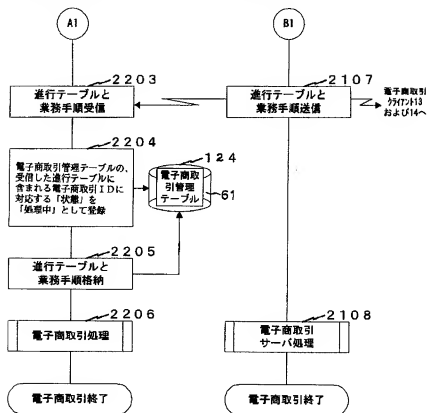 A1
B1
2203
進行テーブルと
業務手順受信
2107
進行テーブルと
業務手順送信
電子商取引
クライアント13
および14へ
2204
電子商取引管理テーブルの、
受信した進行テーブルに
含まれる電子商取引IDに
対応する「状態」を
「処理中」として登録
124
電子商取
引管理
テーブル
61
2205
進行テーブルと
業務手順格納
2206
電子商取引処理
2108
電子商取引
サーバ処理
電子商取引終了
電子商取引終了